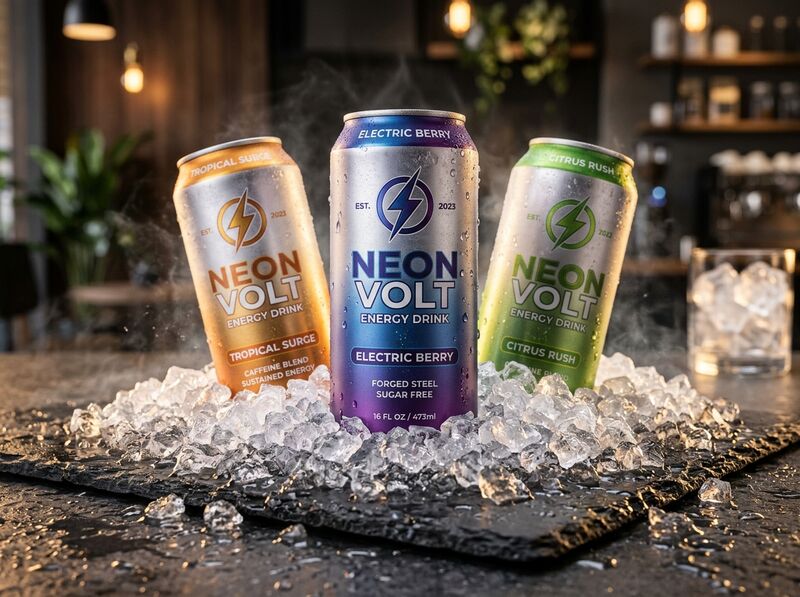 TROPICAL SURGE
EST.
NEON
VOLT
ENERGY DRINK
TROPICAL SURGE
CAFFEINE BLEND
SUSTAINED ENERGY
ELECTRIC BERRY
EST. 2023
NEON
VOLT
ENERGY DRINK
ELECTRIC BERRY
FORGED STEEL
SUGAR FREE
16 FL OZ / 473ml
CITRUS RUSH
EST. 2023
NEON
VOLT
ENERGY DRINK
CITRUS RUSH